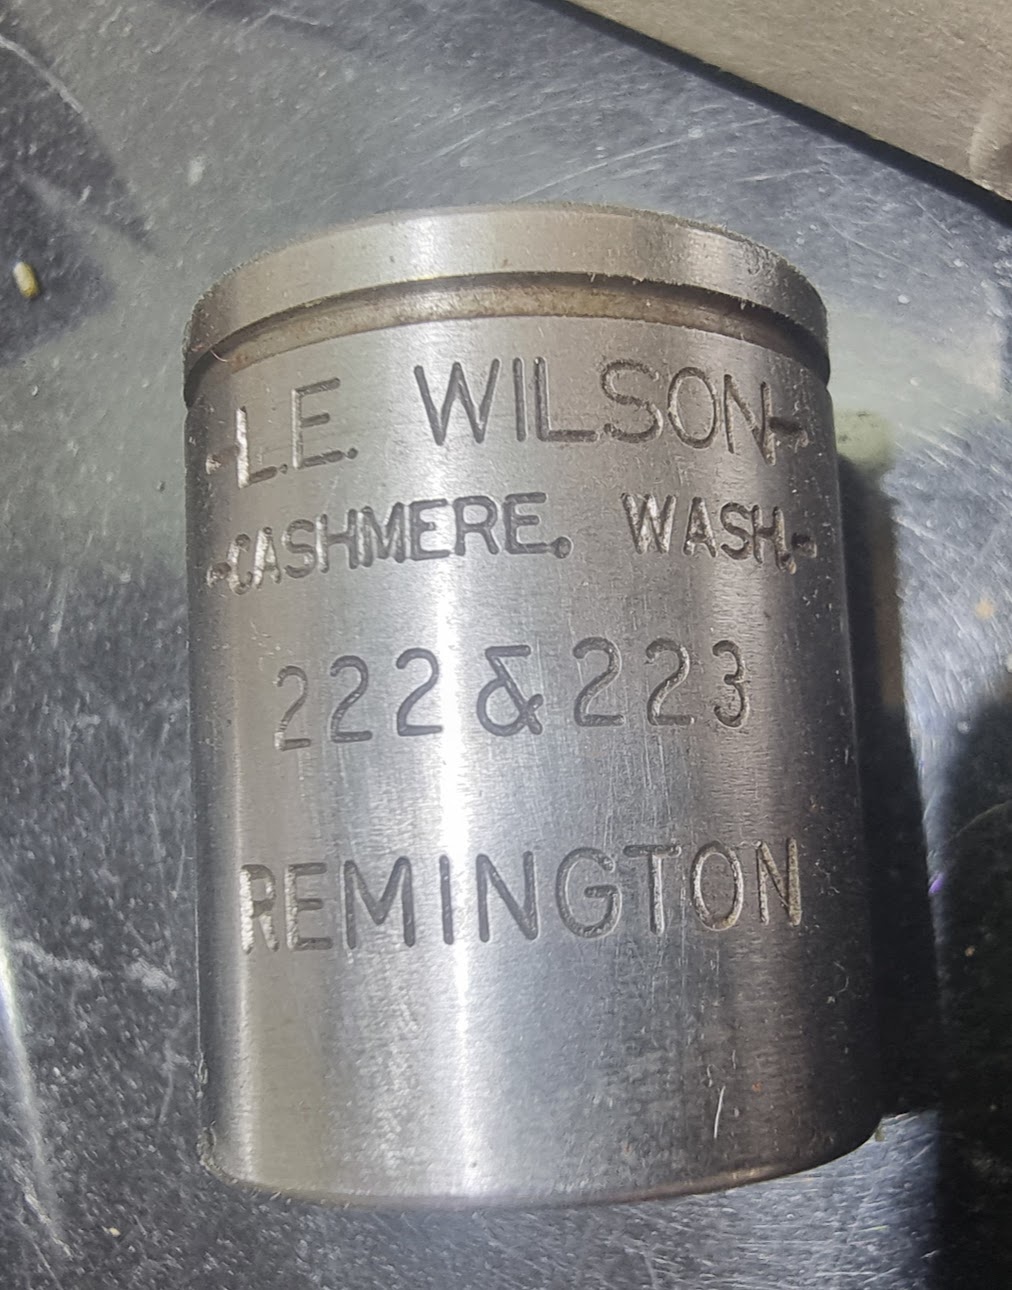 -L.E. WILSON-
-CASHMERE. WASH.-
222 & 223
REMINGTON